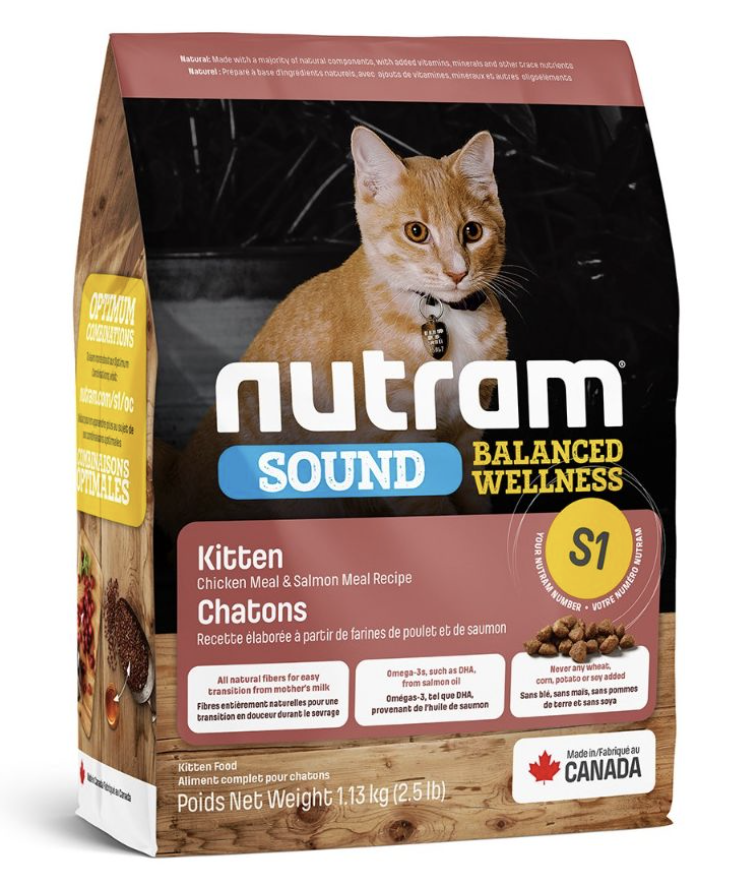 Natural: Made with a majority of natural components, with added vitamins, minerals and other trace nutrients
Naturel : Préparé à base d'ingrédients naturels, avec ajouts de vitamines, minéraux et autres oligoéléments
nutram®
SOUND
BALANCED
WELLNESS
S1
YOUR NUTRAM NUMBER • VOTRE NUMÉRO NUTRAM
Kitten
Chicken Meal & Salmon Meal Recipe
Chatons
Recette élaborée à partir de farines de poulet et de saumon
All natural fibers for easy
transition from mother's milk
Fibres entièrement naturelles pour une
transition en douceur durant le sevrage
Omega-3s, such as DHA,
from salmon oil
Omégas-3, tel que DHA,
provenant de l'huile de saumon
Never any wheat,
corn, potato or soy added
Sans blé, sans maïs, sans pommes
de terre et sans soya
Kitten Food
Aliment complet pour chatons
Poids Net Weight 1.13 kg (2.5 lb)
Made in/Fabriqué au
CANADA
OPTIMUM
COMBINATIONS
nutram.com/s1/oc
COMBINAISONS
OPTIMALES